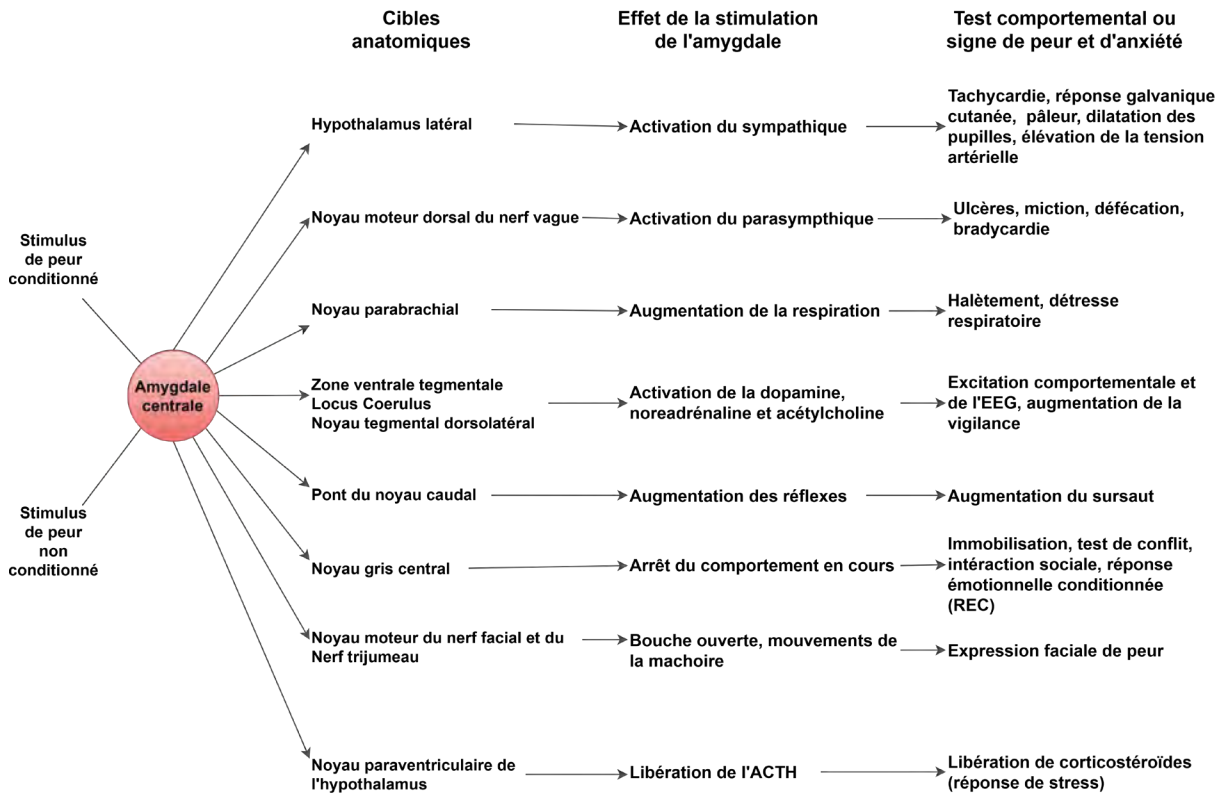 Cibles
anatomiques
Effet de la stimulation
de l'amygdale
Test comportemental ou
signe de peur et d'anxiété
Stimulus
de peur
conditionné
Amygdale
centrale
Stimulus
de peur
non
conditionné
Hypothalamus latéral
Activation du sympathique
Tachycardie, réponse galvanique
cutanée, pâleur, dilatation des
pupilles, élévation de la tension
artérielle
Noyau moteur dorsal du nerf vague
Activation du parasympthique
Ulcères, miction, défécation,
bradycardie
Noyau parabrachial
Augmentation de la respiration
Halètement, détresse
respiratoire
Zone ventrale tegmentale
Locus Coerulus
Noyau tegmental dorsolatéral
Activation de la dopamine,
noreadrénaline et acétylcholine
Excitation comportementale et
de l'EEG, augmentation de la
vigilance
Pont du noyau caudal
Augmentation des réflexes
Augmentation du sursaut
Noyau gris central
Arrêt du comportement en cours
Immobilisation, test de conflit,
intéraction sociale, réponse
émotionnelle conditionnée
(REC)
Noyau moteur du nerf facial et du
Nerf trijumeau
Bouche ouverte, mouvements de
la machoire
Expression faciale de peur
Noyau paraventriculaire de
l'hypothalamus
Libération de l'ACTH
Libération de corticostéroïdes
(réponse de stress)